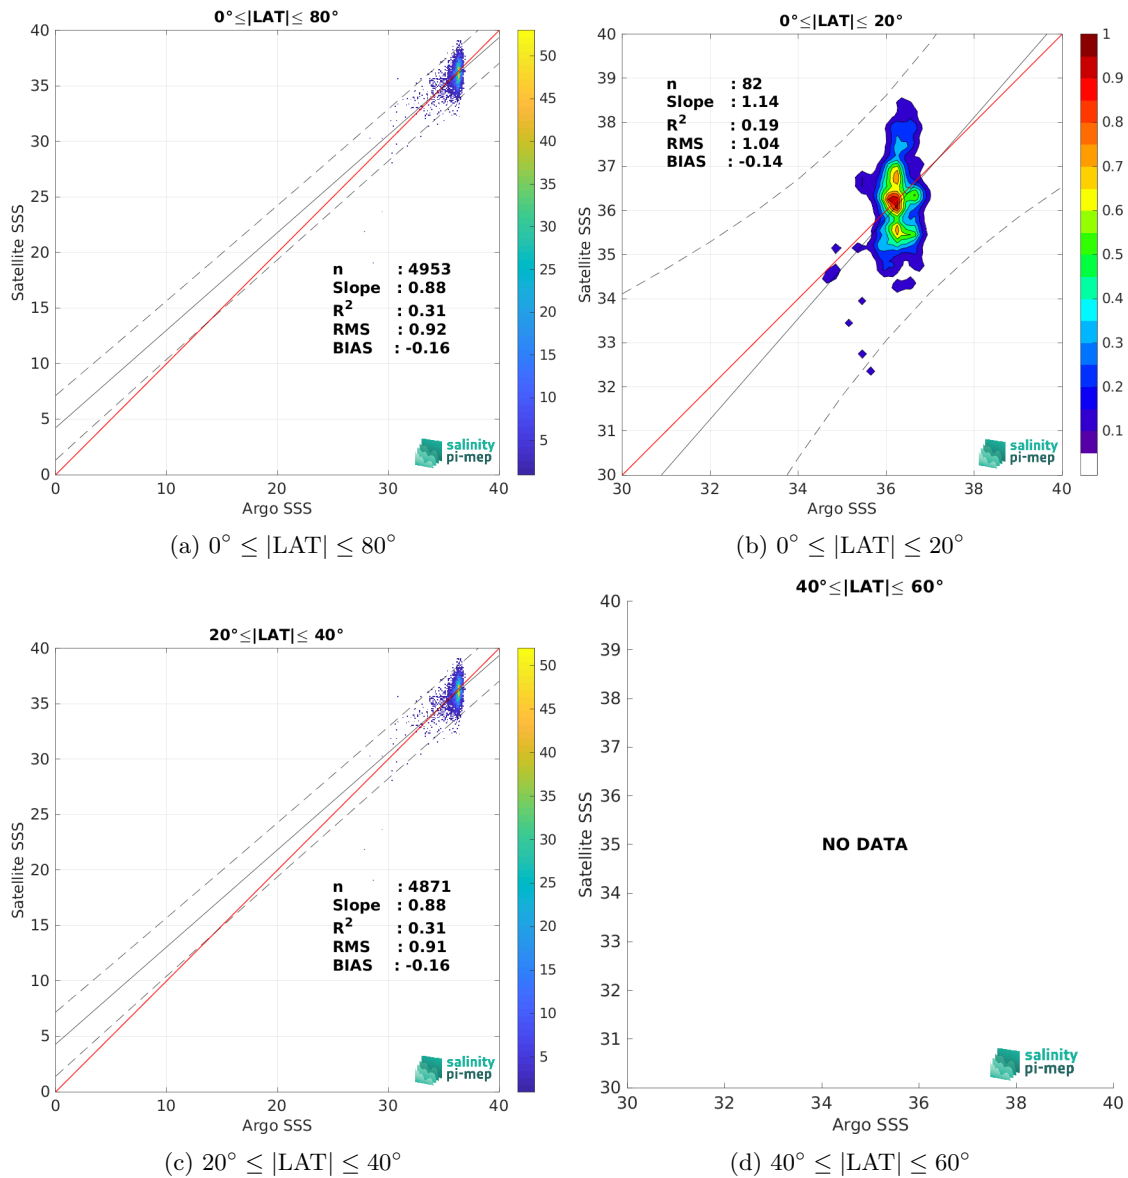 0°≤|LAT|≤ 80°
40
35
30
25
20
15
10
5
0
Satellite SSS
n : 4953
Slope : 0.88
R² : 0.31
RMS : 0.92
BIAS : -0.16
salinity
pi-mep
0 10 20 30 40
Argo SSS
50
45
40
35
30
25
20
15
10
5
(a) 0° ≤ |LAT| ≤ 80°
0°≤|LAT|≤ 20°
40
39
38
37
36
35
34
33
32
31
30
Satellite SSS
n : 82
Slope : 1.14
R² : 0.19
RMS : 1.04
BIAS : -0.14
salinity
pi-mep
30 32 34 36 38 40
Argo SSS
1
0.9
0.8
0.7
0.6
0.5
0.4
0.3
0.2
0.1
(b) 0° ≤ |LAT| ≤ 20°
20°≤|LAT|≤ 40°
40
35
30
25
20
15
10
5
0
Satellite SSS
n : 4871
Slope : 0.88
R² : 0.31
RMS : 0.91
BIAS : -0.16
salinity
pi-mep
0 10 20 30 40
Argo SSS
50
45
40
35
30
25
20
15
10
5
(c) 20° ≤ |LAT| ≤ 40°
40°≤|LAT|≤ 60°
40
39
38
37
36
35
34
33
32
31
30
Satellite SSS
NO DATA
salinity
pi-mep
30 32 34 36 38 40
Argo SSS
(d) 40° ≤ |LAT| ≤ 60°